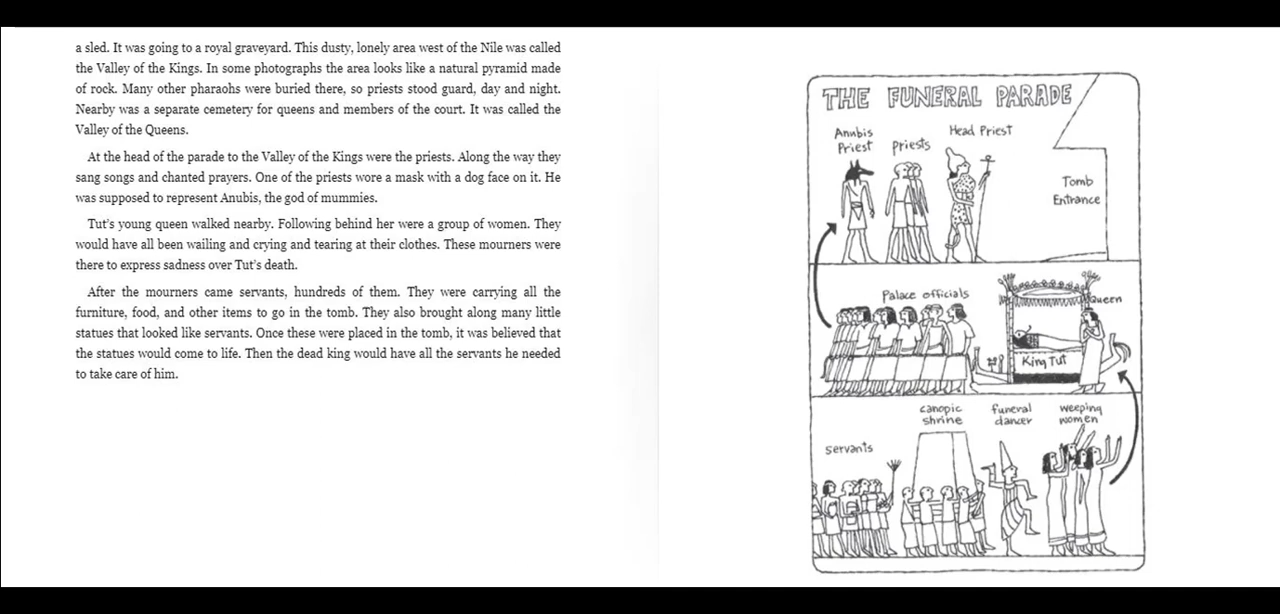 a sled. It was going to a royal graveyard. This dusty, lonely area west of the Nile was called
the Valley of the Kings. In some photographs the area looks like a natural pyramid made
of rock. Many other pharaohs were buried there, so priests stood guard, day and night.
Nearby was a separate cemetery for queens and members of the court. It was called the
Valley of the Queens.
At the head of the parade to the Valley of the Kings were the priests. Along the way they
sang songs and chanted prayers. One of the priests wore a mask with a dog face on it. He
was supposed to represent Anubis, the god of mummies.
Tut’s young queen walked nearby. Following behind her were a group of women. They
would have all been wailing and crying and tearing at their clothes. These mourners were
there to express sadness over Tut’s death.
After the mourners came servants, hundreds of them. They were carrying all the
furniture, food, and other items to go in the tomb. They also brought along many little
statues that looked like servants. Once these were placed in the tomb, it was believed that
the statues would come to life. Then the dead king would have all the servants he needed
to take care of him.
THE FUNERAL PARADE
Anubis
Priest
Priests
Head Priest
Tomb
Entrance
Palace officials
Queen
King Tut
canopic
shrine
funeral
dancer
weeping
women
servants